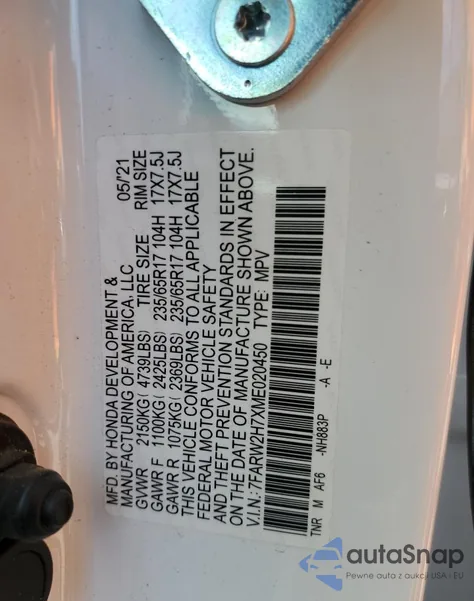 MFD. BY HONDA DEVELOPMENT &
MANUFACTURING OF AMERICA, LLC 05/'21
GVWR 2150KG ( 4739LBS) TIRE SIZE RIM SIZE
GAWR F 1100KG ( 2425LBS) 235/65R17 104H 17X7.5J
GAWR R 1075KG ( 2369LBS) 235/65R17 104H 17X7.5J
THIS VEHICLE CONFORMS TO ALL APPLICABLE
FEDERAL MOTOR VEHICLE SAFETY
THEFT PREVENTION STANDARDS IN EFFECT
ON THE DATE OF MANUFACTURE SHOWN ABOVE.
V.I.N.: 7FARW2H7XME020450 TYPE: MPV
TNR M AF6 -NH883P -A -E
autoSnap
Pewne auta z aukcji USA i EU